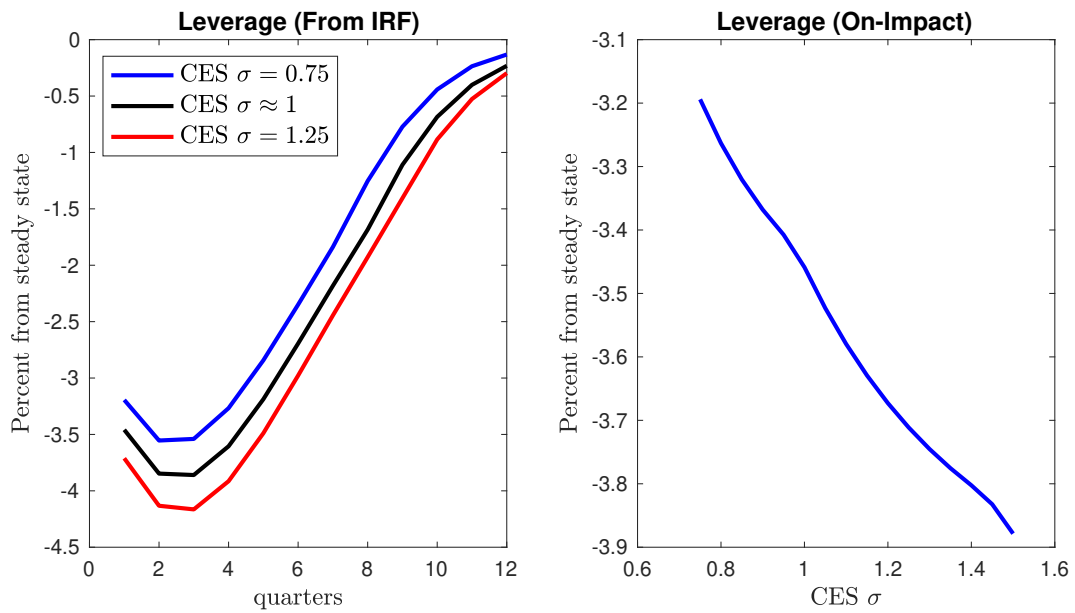 Leverage (From IRF)
Percent from steady state
0
-0.5
-1
-1.5
-2
-2.5
-3
-3.5
-4
-4.5
CES σ = 0.75
CES σ ≈ 1
CES σ = 1.25
0 2 4 6 8 10 12
quarters
Leverage (On-Impact)
Percent from steady state
-3.1
-3.2
-3.3
-3.4
-3.5
-3.6
-3.7
-3.8
-3.9
0.6 0.8 1.0 1.2 1.4 1.6
CES σ